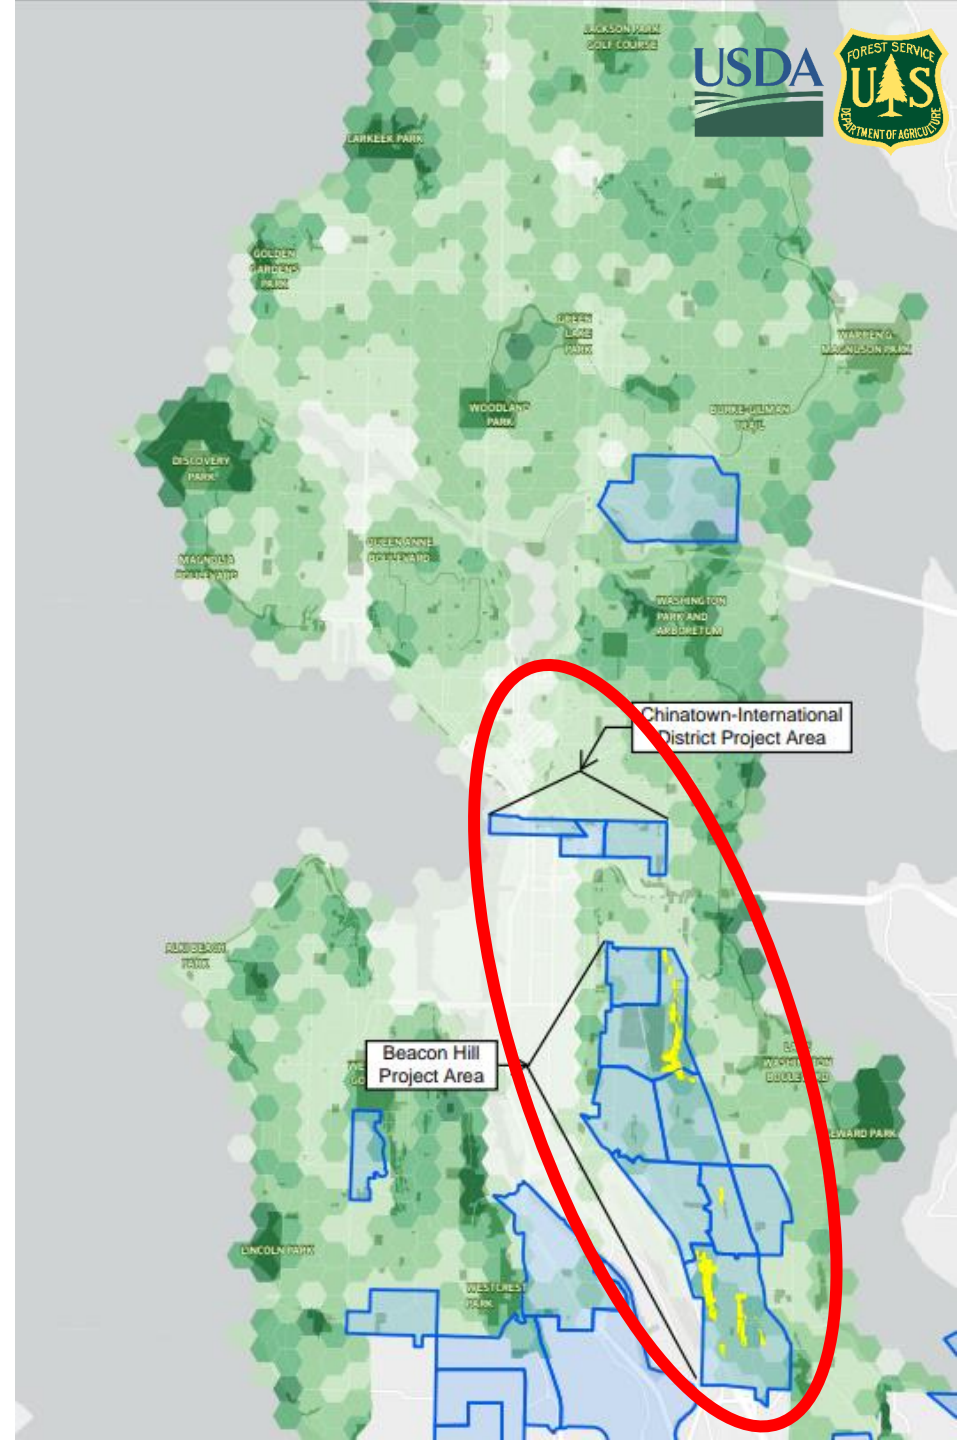 JACKSON PARK
GOLF COURSE
USDA
FOREST SERVICE
U S
DEPARTMENT OF AGRICULTURE
CARKEEK PARK
GOLDEN
GARDENS
PARK
GREEN
LAKE
PARK
WARREN G.
MAGNUSON PARK
WOODLAND
PARK
BURKE-GILMAN
TRAIL
DISCOVERY
PARK
QUEEN ANNE
BOULEVARD
MAGNOLIA
BOULEVARD
WASHINGTON
PARK AND
ARBORETUM
Chinatown-International
District Project Area
ALKI BEACH
PARK
Beacon Hill
Project Area
WASHINGTON
BOULEVARD
SEWARD PARK
LINCOLN PARK
WESTCREST
PARK